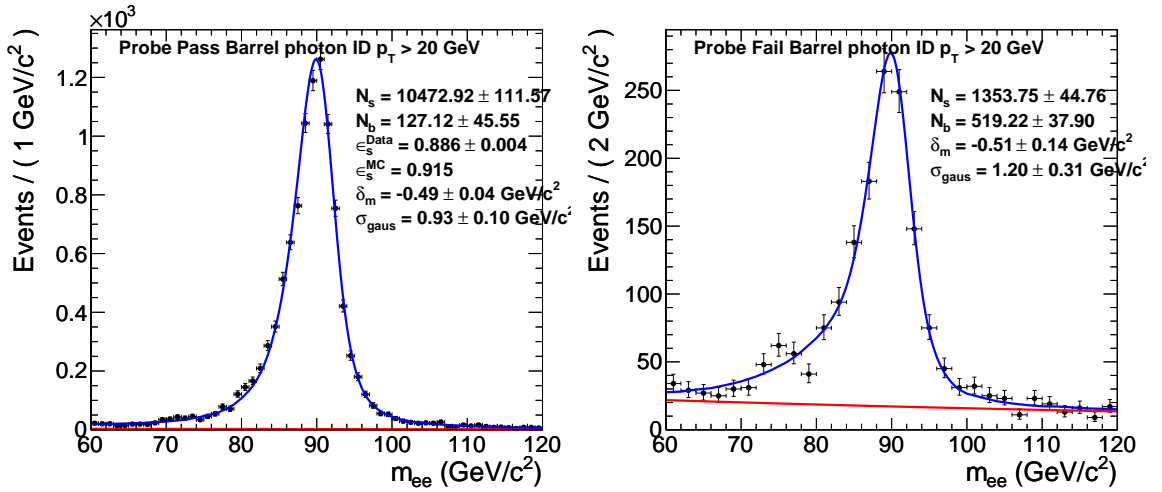 ×10³
Probe Pass Barrel photon ID p_T > 20 GeV
N_s = 10472.92 ± 111.57
N_b = 127.12 ± 45.55
ϵ_s^Data = 0.886 ± 0.004
ϵ_s^MC = 0.915
δ_m = -0.49 ± 0.04 GeV/c²
σ_gaus = 0.93 ± 0.10 GeV/c²
Events / ( 1 GeV/c² )
1.2
1
0.8
0.6
0.4
0.2
0
60 70 80 90 100 110 120
m_ee (GeV/c²)
Probe Fail Barrel photon ID p_T > 20 GeV
N_s = 1353.75 ± 44.76
N_b = 519.22 ± 37.90
δ_m = -0.51 ± 0.14 GeV/c²
σ_gaus = 1.20 ± 0.31 GeV/c²
Events / ( 2 GeV/c² )
250
200
150
100
50
0
60 70 80 90 100 110 120
m_ee (GeV/c²)